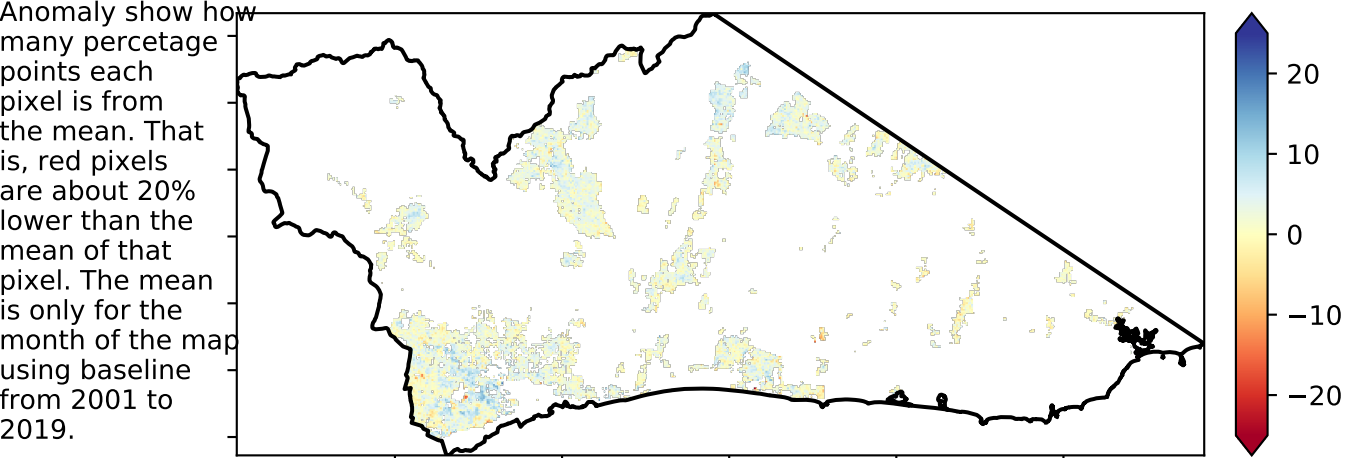 Anomaly show how
many percetage
points each
pixel is from
the mean. That
is, red pixels
are about 20%
lower than the
mean of that
pixel. The mean
is only for the
month of the map
using baseline
from 2001 to
2019.
20
10
0
−10
−20